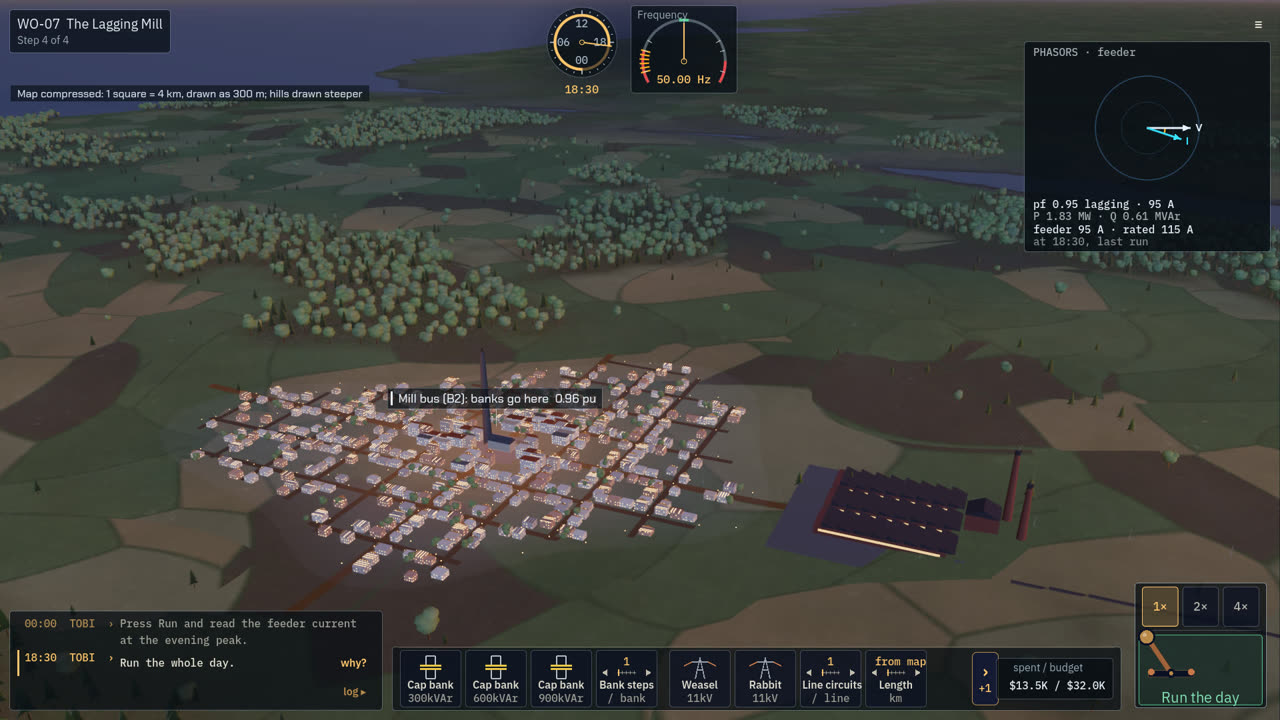 WO-07 The Lagging Mill
Step 4 of 4
Map compressed: 1 square = 4 km, drawn as 300 m; hills drawn steeper
12
06
18
00
18:30
Frequency
50.00 Hz
≡
PHASORS · feeder
V
I
pf 0.95 lagging · 95 A
P 1.83 MW · Q 0.61 MVAr
feeder 95 A · rated 115 A
at 18:30, last run
Mill bus (B2): banks go here 0.96 pu
00:00 TOBI › Press Run and read the feeder current
at the evening peak.
18:30 TOBI › Run the whole day. why?
log ▸
Cap bank
300kVAr
Cap bank
600kVAr
Cap bank
900kVAr
1
Bank steps
/ bank
Weasel
11kV
Rabbit
11kV
1
Line circuits
/ line
from map
Length
km
›
+1
spent / budget
$13.5K / $32.0K
1×
2×
4×
Run the day